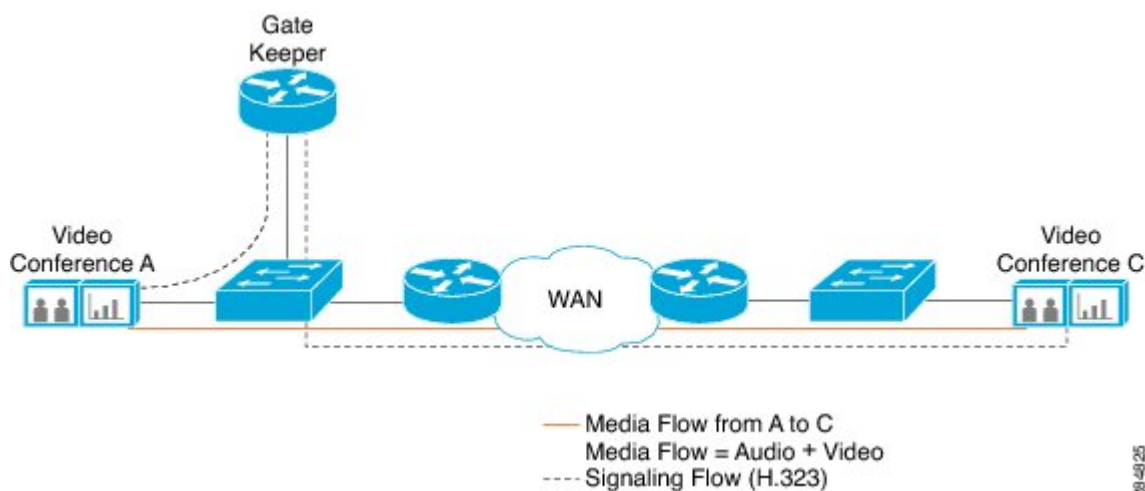 Gate
Keeper
Video
Conference A
WAN
Video
Conference C
Media Flow from A to C
Media Flow = Audio + Video
Signaling Flow (H.323)